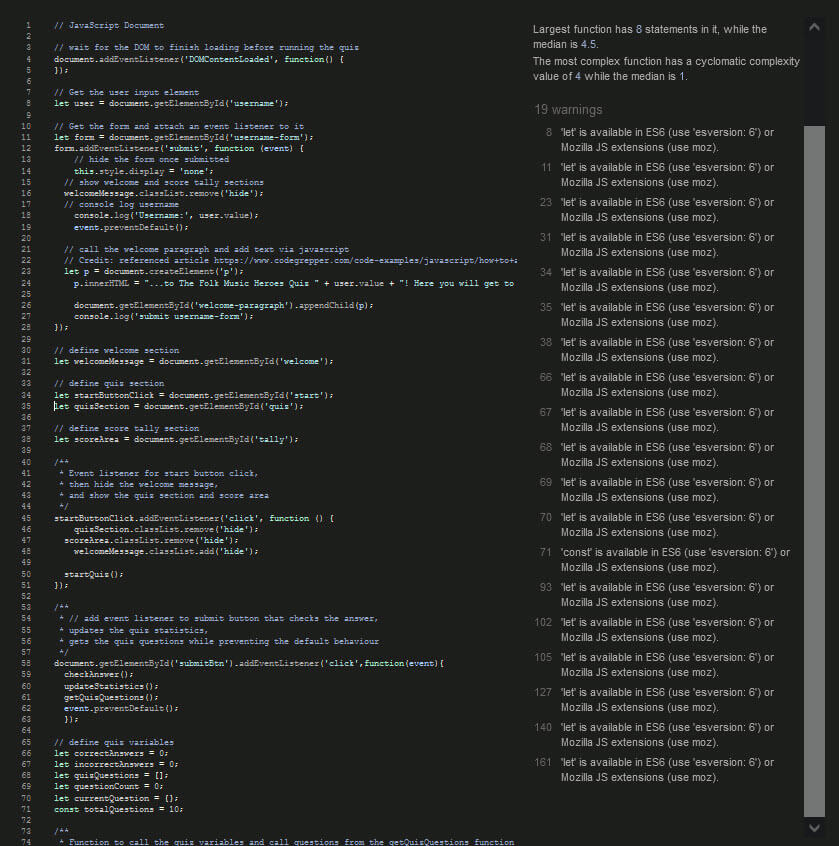 1 // JavaScript Document
2
3 // wait for the DOM to finish loading before running the quiz
4 document.addEventListener('DOMContentLoaded', function() {
5 });
6
7 // Get the user input element
8 let user = document.getElementById('username');
9
10 // Get the form and attach an event listener to it
11 let form = document.getElementById('username-form');
12 form.addEventListener('submit', function (event) {
13 // hide the form once submitted
14 this.style.display = 'none';
15 // show welcome and score tally sections
16 welcomeMessage.classList.remove('hide');
17 // console log username
18 console.log('Username:', user.value);
19 event.preventDefault();
20
21 // call the welcome paragraph and add text via javascript
22 // Credit: referenced article https://www.codegrepper.com/code-examples/javascript/how+to+a
23 let p = document.createElement('p');
24 p.innerHTML = "...to The Folk Music Heroes Quiz " + user.value + "! Here you will get to
25
26 document.getElementById('welcome-paragraph').appendChild(p);
27 console.log('submit username-form');
28 });
29
30 // define welcome section
31 let welcomeMessage = document.getElementById('welcome');
32
33 // define quiz section
34 let startButtonClick = document.getElementById('start');
35 let quizSection = document.getElementById('quiz');
36
37 // define score tally section
38 let scoreArea = document.getElementById('tally');
39
40 /**
41 * Event listener for start button click,
42 * then hide the welcome message,
43 * and show the quiz section and score area
44 */
45 startButtonClick.addEventListener('click', function () {
46 quizSection.classList.remove('hide');
47 scoreArea.classList.remove('hide');
48 welcomeMessage.classList.add('hide');
49
50 startQuiz();
51 });
52
53 /**
54 * // add event listener to submit button that checks the answer,
55 * updates the quiz statistics,
56 * gets the quiz questions while preventing the default behaviour
57 */
58 document.getElementById('submitBtn').addEventListener('click',function(event){
59 checkAnswer();
60 updateStatistics();
61 getQuizQuestions();
62 event.preventDefault();
63 });
64
65 // define quiz variables
66 let correctAnswers = 0;
67 let incorrectAnswers = 0;
68 let quizQuestions = [];
69 let questionCount = 0;
70 let currentQuestion = {};
71 const totalQuestions = 10;
72
73 /**
74 * Function to call the quiz variables and call questions from the getQuizQuestions function
Largest function has 8 statements in it, while the
median is 4.5.
The most complex function has a cyclomatic complexity
value of 4 while the median is 1.
19 warnings
8 'let' is available in ES6 (use 'esversion: 6') or
Mozilla JS extensions (use moz).
11 'let' is available in ES6 (use 'esversion: 6') or
Mozilla JS extensions (use moz).
23 'let' is available in ES6 (use 'esversion: 6') or
Mozilla JS extensions (use moz).
31 'let' is available in ES6 (use 'esversion: 6') or
Mozilla JS extensions (use moz).
34 'let' is available in ES6 (use 'esversion: 6') or
Mozilla JS extensions (use moz).
35 'let' is available in ES6 (use 'esversion: 6') or
Mozilla JS extensions (use moz).
38 'let' is available in ES6 (use 'esversion: 6') or
Mozilla JS extensions (use moz).
66 'let' is available in ES6 (use 'esversion: 6') or
Mozilla JS extensions (use moz).
67 'let' is available in ES6 (use 'esversion: 6') or
Mozilla JS extensions (use moz).
68 'let' is available in ES6 (use 'esversion: 6') or
Mozilla JS extensions (use moz).
69 'let' is available in ES6 (use 'esversion: 6') or
Mozilla JS extensions (use moz).
70 'let' is available in ES6 (use 'esversion: 6') or
Mozilla JS extensions (use moz).
71 'const' is available in ES6 (use 'esversion: 6') or
Mozilla JS extensions (use moz).
93 'let' is available in ES6 (use 'esversion: 6') or
Mozilla JS extensions (use moz).
102 'let' is available in ES6 (use 'esversion: 6') or
Mozilla JS extensions (use moz).
105 'let' is available in ES6 (use 'esversion: 6') or
Mozilla JS extensions (use moz).
127 'let' is available in ES6 (use 'esversion: 6') or
Mozilla JS extensions (use moz).
140 'let' is available in ES6 (use 'esversion: 6') or
Mozilla JS extensions (use moz).
161 'let' is available in ES6 (use 'esversion: 6') or
Mozilla JS extensions (use moz).